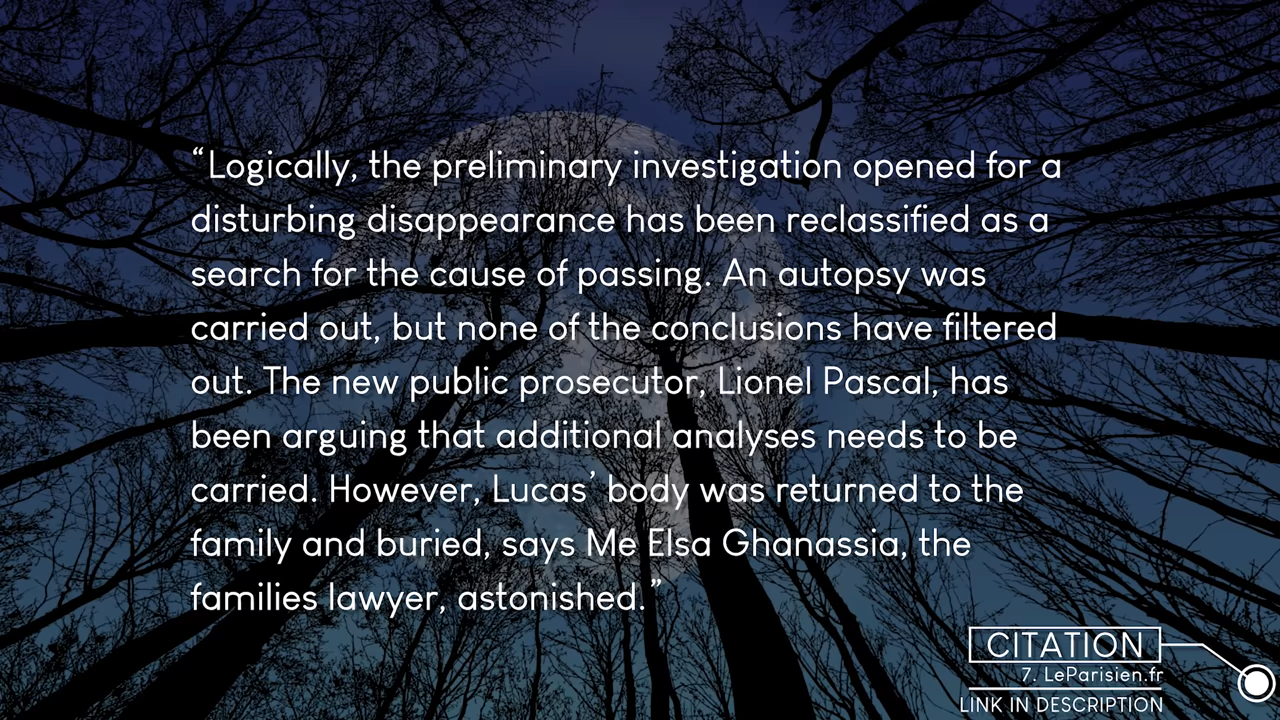 “Logically, the preliminary investigation opened for a
disturbing disappearance has been reclassified as a
search for the cause of passing. An autopsy was
carried out, but none of the conclusions have filtered
out. The new public prosecutor, Lionel Pascal, has
been arguing that additional analyses needs to be
carried. However, Lucas’ body was returned to the
family and buried, says Me Elsa Ghanassia, the
families lawyer, astonished.”
CITATION
7. LeParisien.fr
LINK IN DESCRIPTION